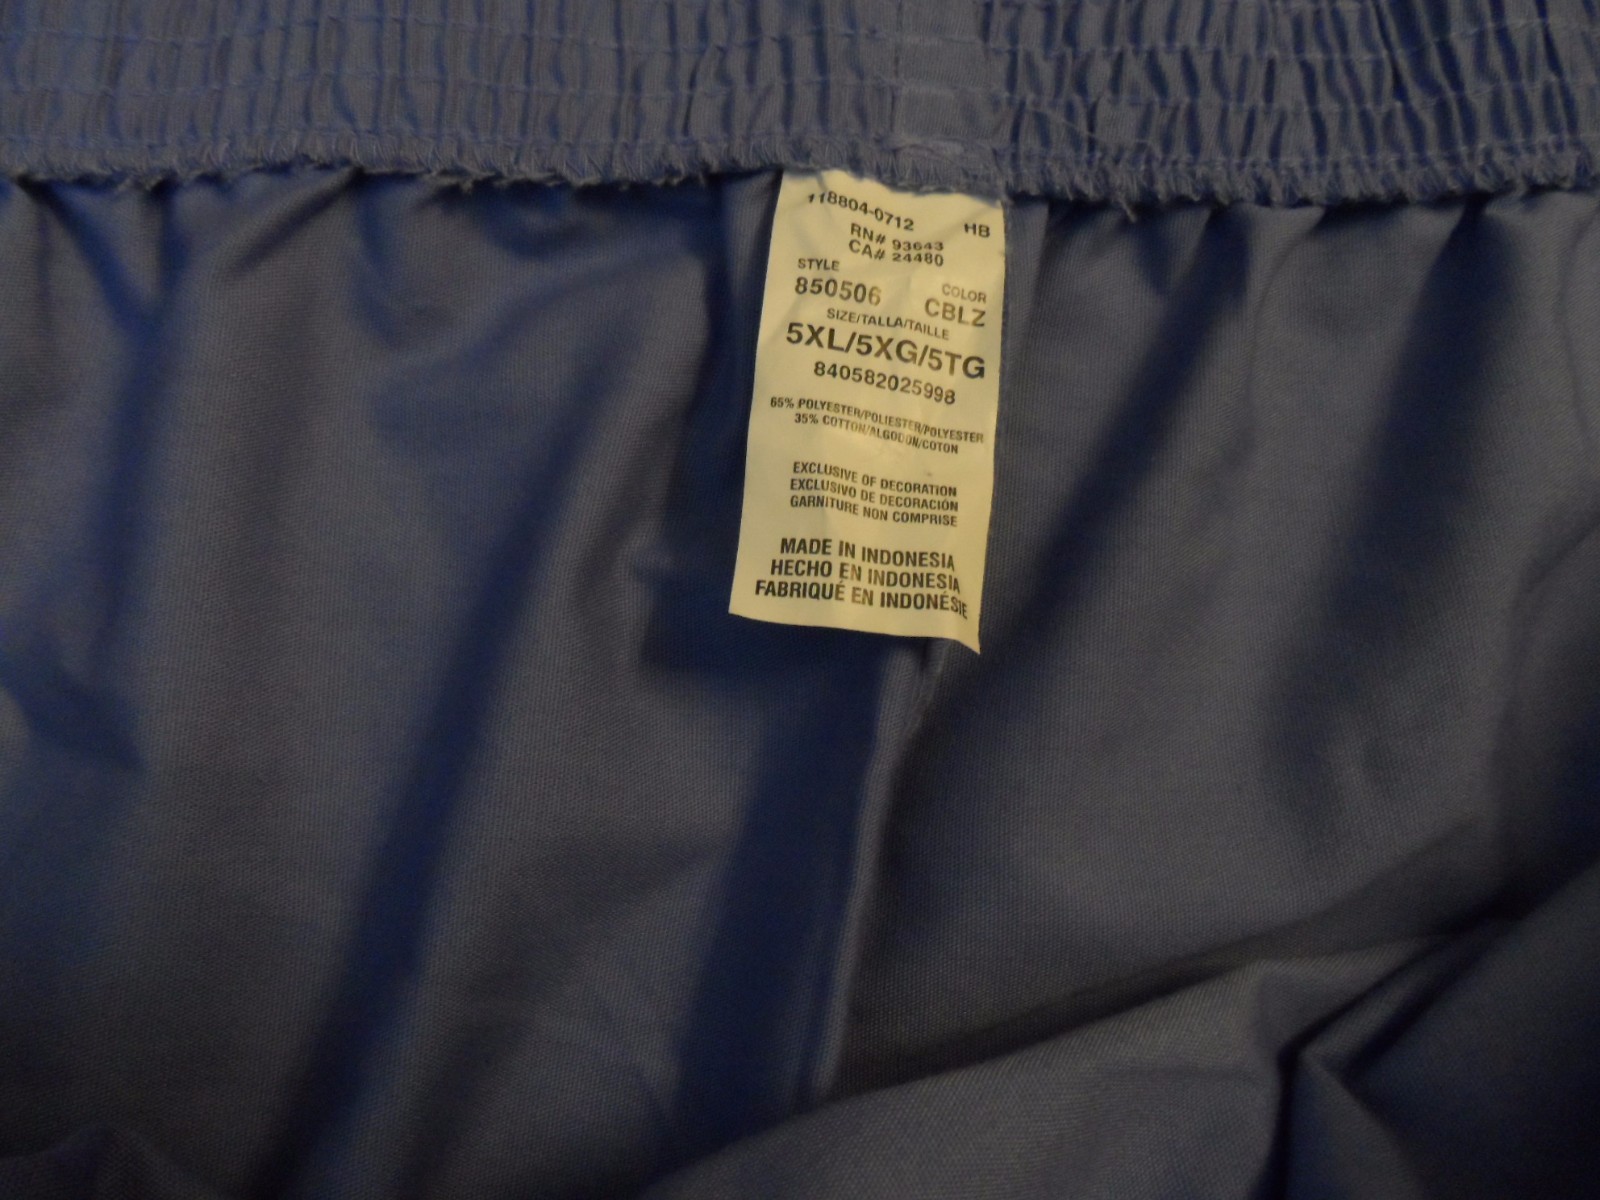 118804-0712 HB
RN# 93643
CA# 24480
STYLE COLOR
850506 CBLZ
SIZE/TALLA/TAILLE
5XL/5XG/5TG
840582025998
65% POLYESTER/POLIESTER/POLYESTER
35% COTTON/ALGODON/COTON
EXCLUSIVE OF DECORATION
EXCLUSIVO DE DECORACIÓN
GARNITURE NON COMPRISE
MADE IN INDONESIA
HECHO EN INDONESIA
FABRIQUÉ EN INDONÉSIE